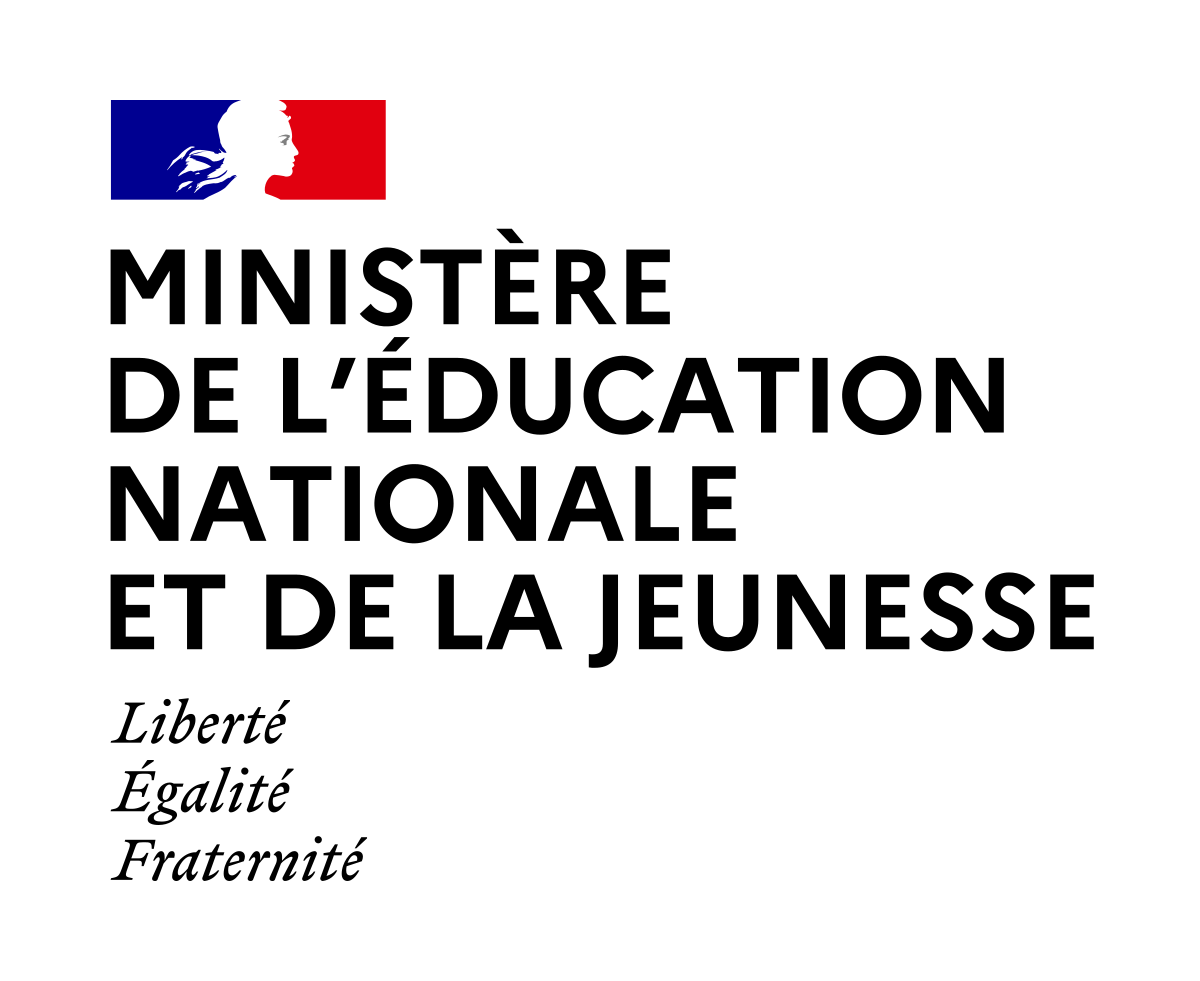 MINISTÈRE
DE L’ÉDUCATION
NATIONALE
ET DE LA JEUNESSE
Liberté
Égalité
Fraternité